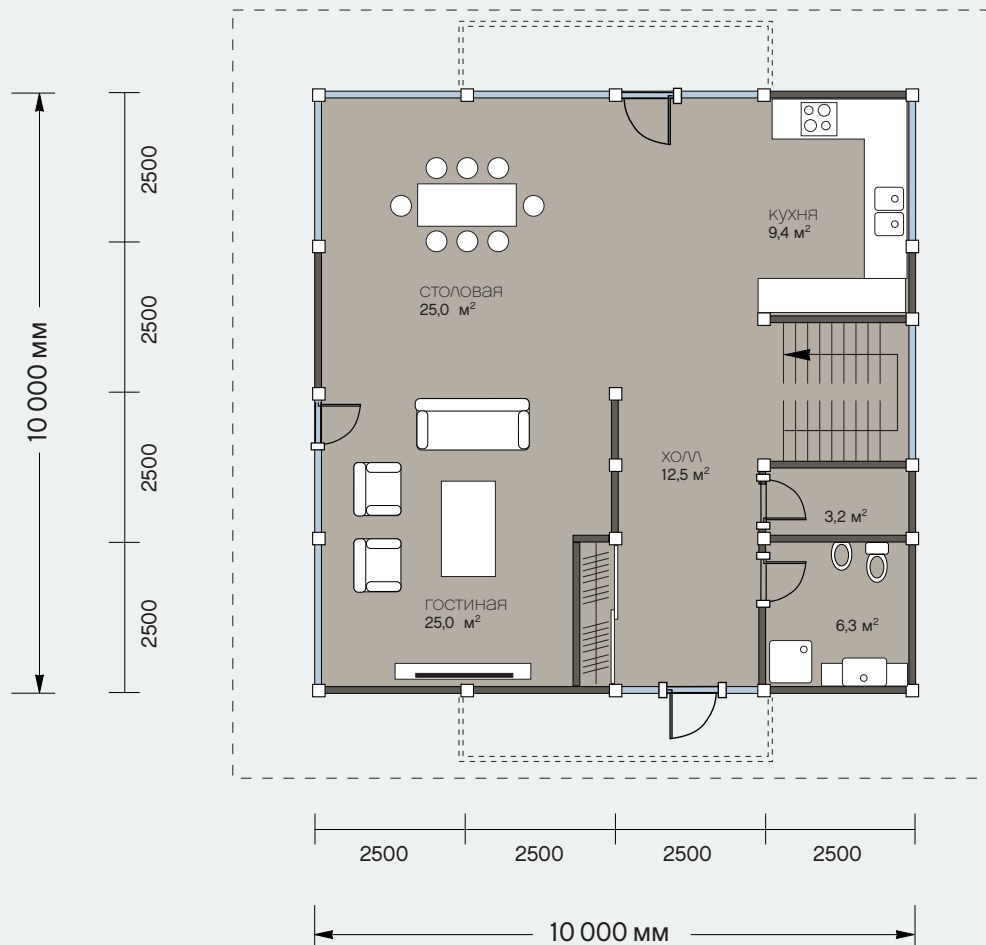 2500
2500
2500
2500
10 000 мм
кухня
9,4 м²
столовая
25,0 м²
холл
12,5 м²
3,2 м²
гостиная
25,0 м²
6,3 м²
2500
2500
2500
2500
10 000 мм